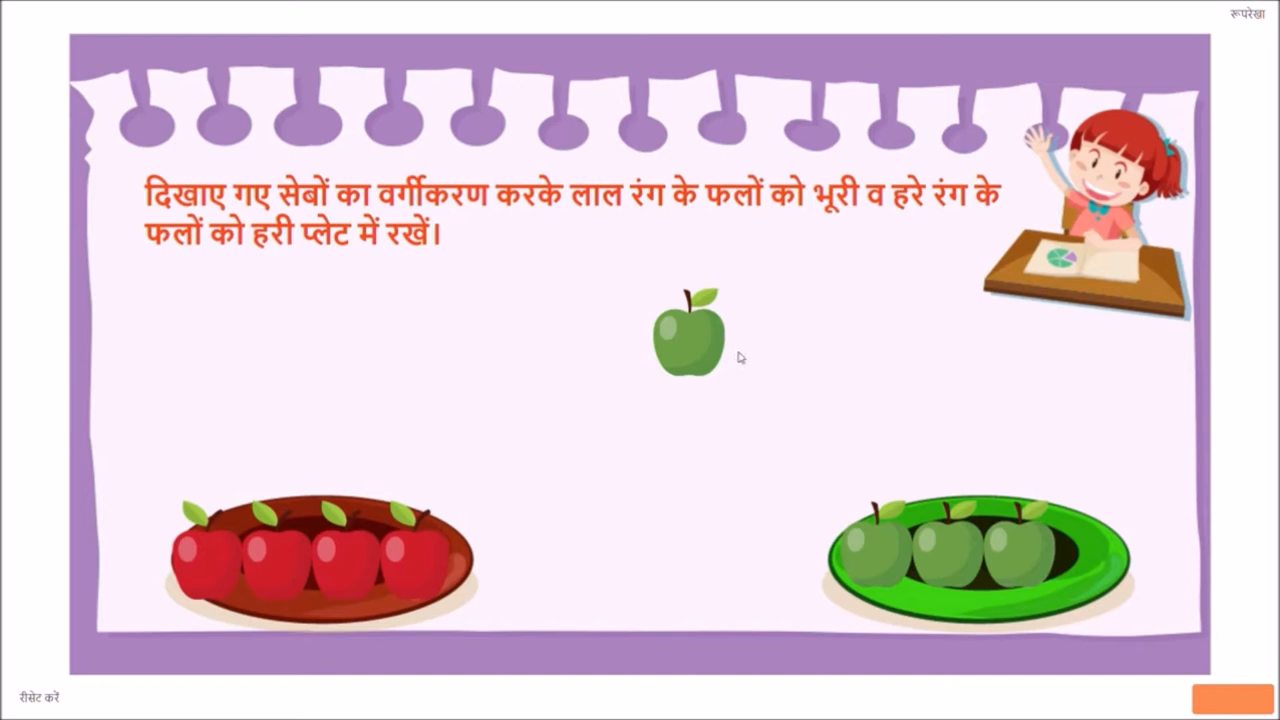 रूपरेखा
दिखाए गए सेबों का वर्गीकरण करके लाल रंग के फलों को भूरी व हरे रंग के
फलों को हरी प्लेट में रखें।
रीसेट करें